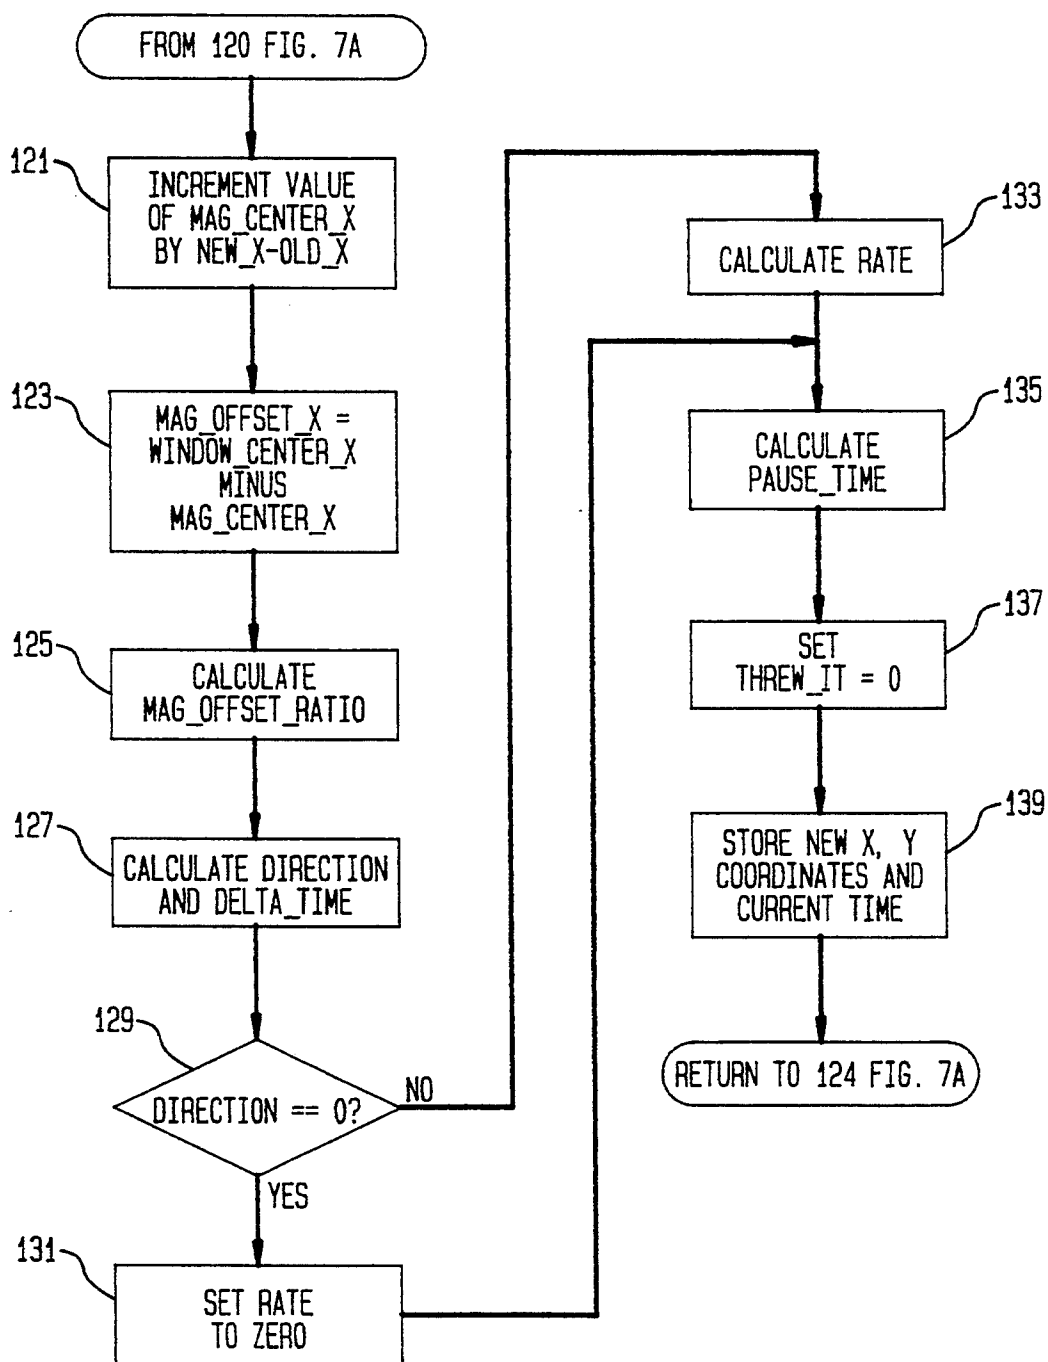 FROM 120 FIG. 7A
121
INCREMENT VALUE
OF MAG_CENTER_X
BY NEW_X-OLD_X
123
MAG_OFFSET_X =
WINDOW_CENTER_X
MINUS
MAG_CENTER_X
125
CALCULATE
MAG_OFFSET_RATIO
127
CALCULATE DIRECTION
AND DELTA_TIME
129
DIRECTION == 0?
NO
YES
131
SET RATE
TO ZERO
133
CALCULATE RATE
135
CALCULATE
PAUSE_TIME
137
SET
THREW_IT = 0
139
STORE NEW X, Y
COORDINATES AND
CURRENT TIME
RETURN TO 124 FIG. 7A